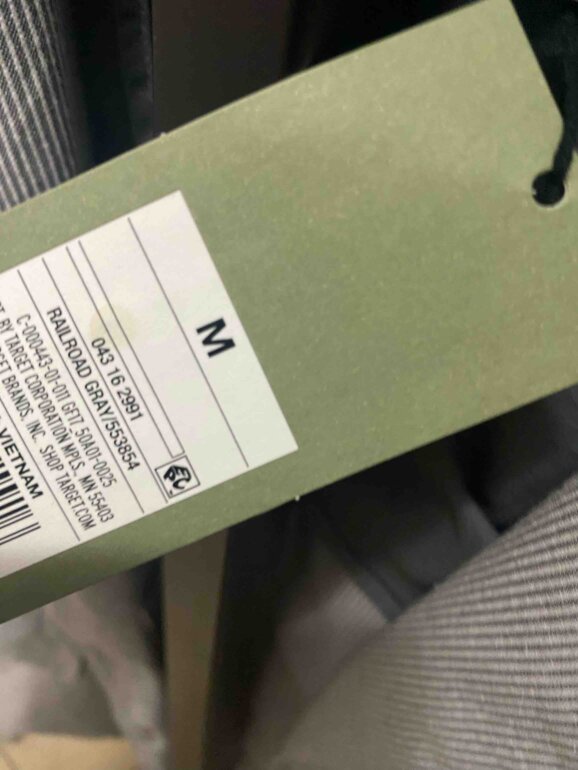 M
043 16 2991
RAILROAD GRAY/553854
C-000443-01-011 GF17 50A01-0025
BY TARGET CORPORATION MPLS., MN 55403
BRANDS, INC. SHOP TARGET.COM
VIETNAM